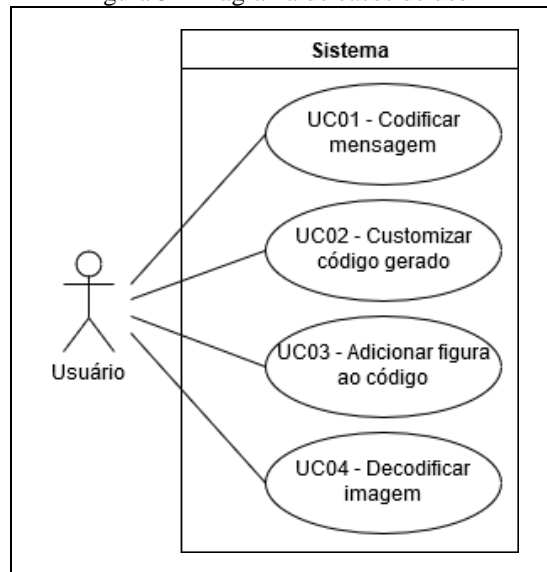 Sistema
UC01 - Codificar
mensagem
UC02 - Customizar
código gerado
UC03 - Adicionar figura
ao código
UC04 - Decodificar
imagem
Usuário